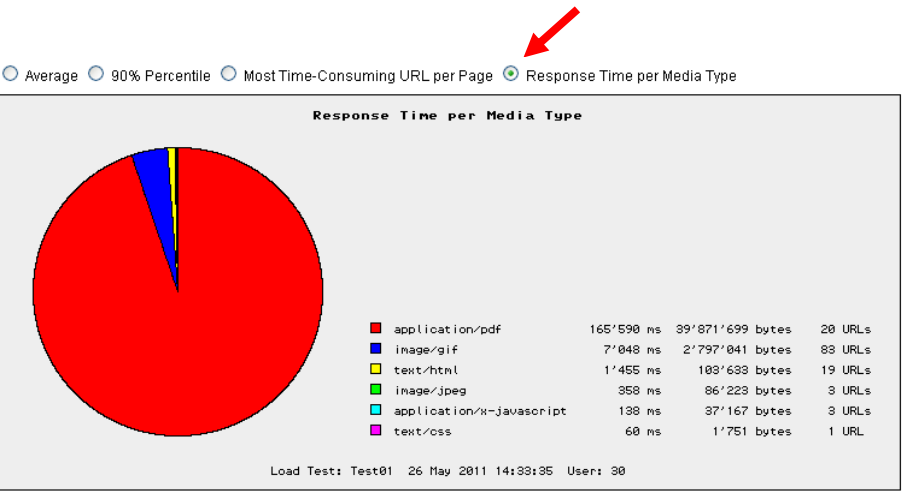 Average 90% Percentile Most Time-Consuming URL per Page Response Time per Media Type
Response Time per Media Type
application/pdf 165'590 ms 39'871'699 bytes 20 URLs
image/gif 7'048 ms 2'797'041 bytes 83 URLs
text/html 1'455 ms 103'633 bytes 19 URLs
image/jpeg 358 ms 86'223 bytes 3 URLs
application/x-javascript 138 ms 37'167 bytes 3 URLs
text/css 60 ms 1'751 bytes 1 URL
Load Test: Test01 26 May 2011 14:33:35 User: 30